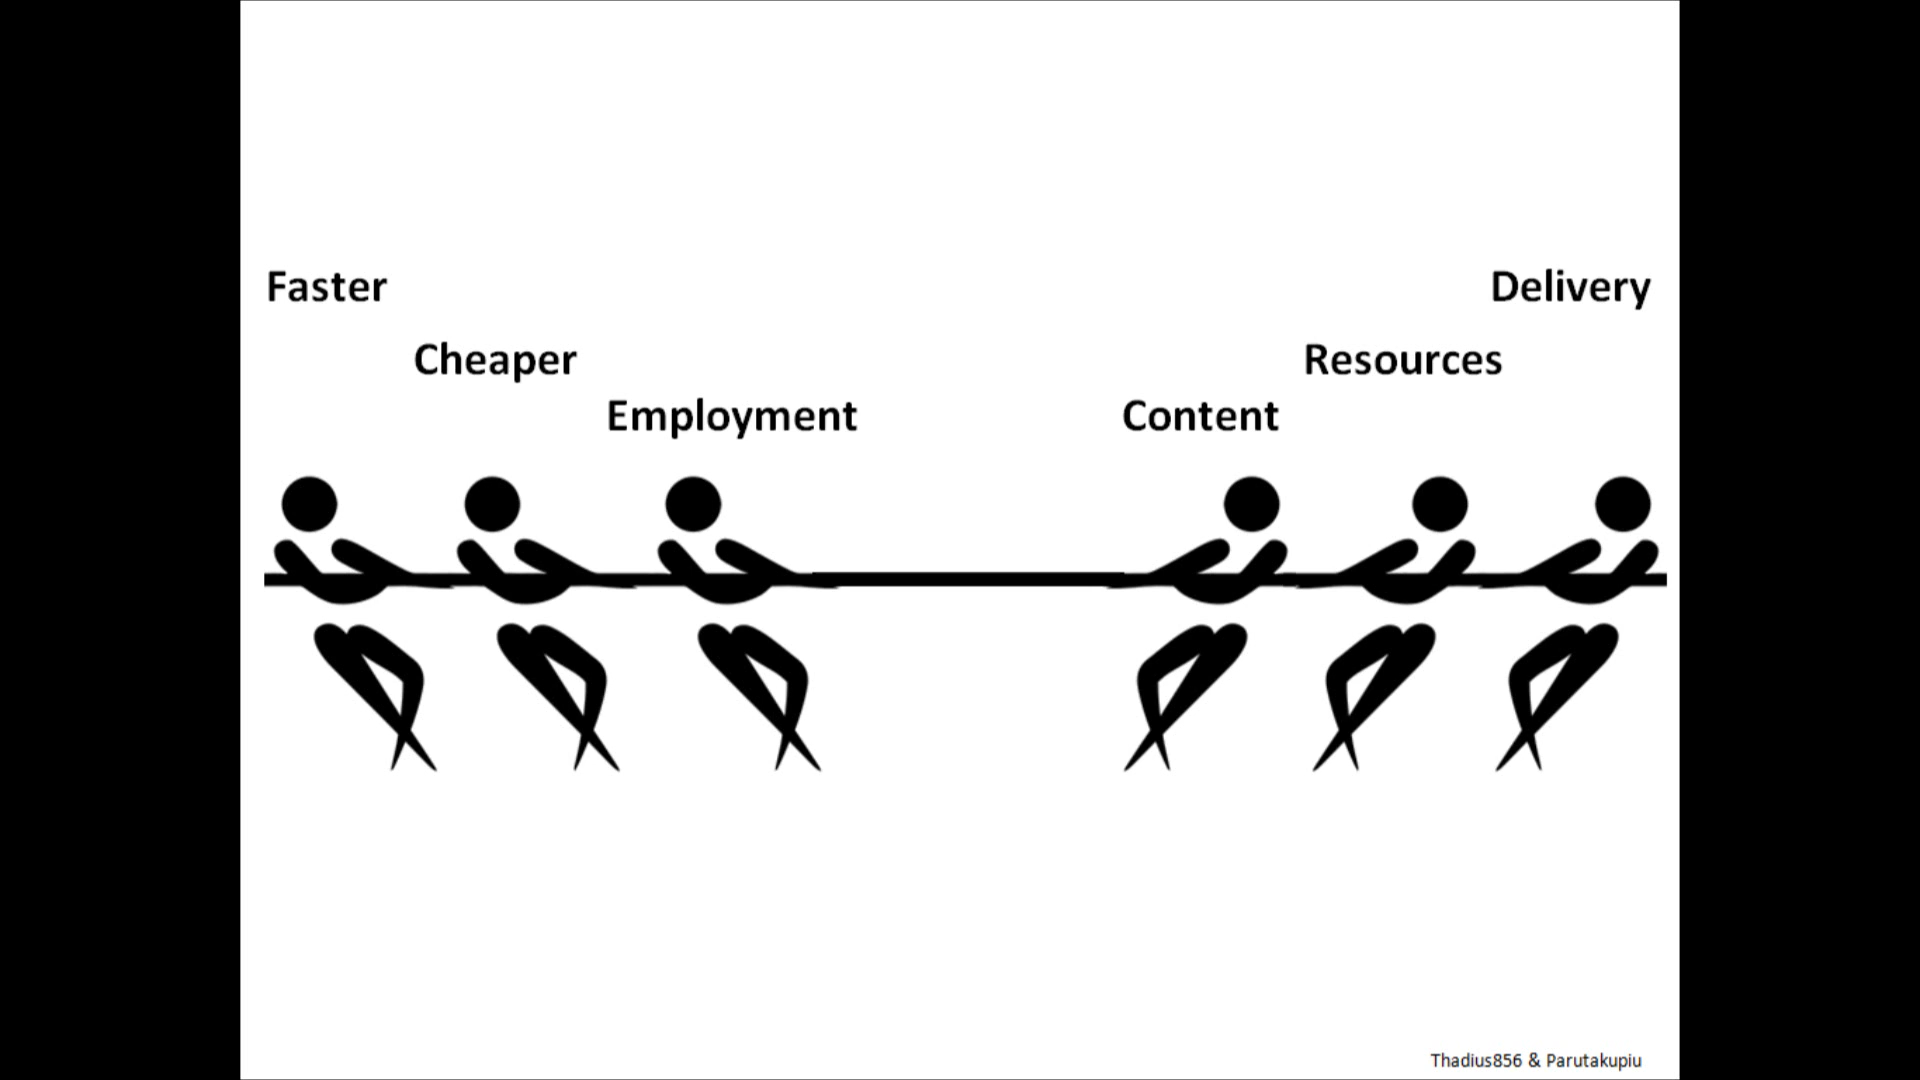 Faster
Delivery
Cheaper
Resources
Employment
Content
Thadius856 & Parutakupiu